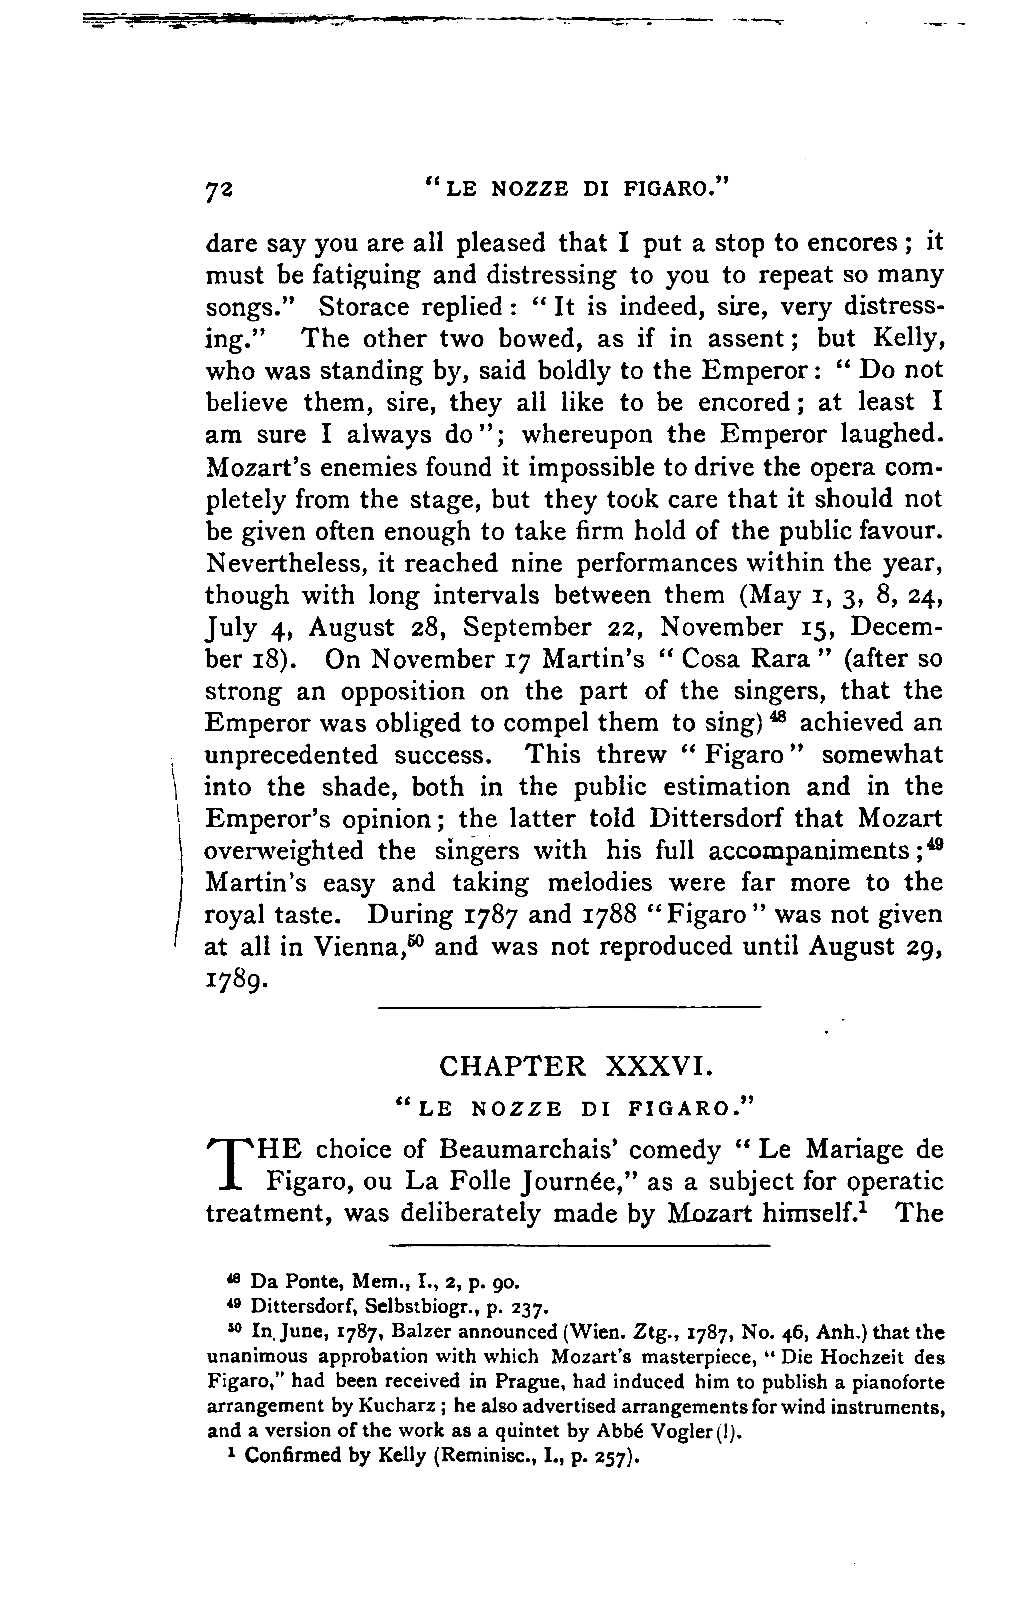 72 "LE NOZZE DI FIGARO."
dare say you are all pleased that I put a stop to encores; it
must be fatiguing and distressing to you to repeat so many
songs." Storace replied: "It is indeed, sire, very distress-
ing." The other two bowed, as if in assent; but Kelly,
who was standing by, said boldly to the Emperor: "Do not
believe them, sire, they all like to be encored; at least I
am sure I always do"; whereupon the Emperor laughed.
Mozart's enemies found it impossible to drive the opera com-
pletely from the stage, but they took care that it should not
be given often enough to take firm hold of the public favour.
Nevertheless, it reached nine performances within the year,
though with long intervals between them (May 1, 3, 8, 24,
July 4, August 28, September 22, November 15, Decem-
ber 18). On November 17 Martin's "Cosa Rara" (after so
strong an opposition on the part of the singers, that the
Emperor was obliged to compel them to sing)⁴⁸ achieved an
unprecedented success. This threw "Figaro" somewhat
into the shade, both in the public estimation and in the
Emperor's opinion; the latter told Dittersdorf that Mozart
overweighted the singers with his full accompaniments;⁴⁹
Martin's easy and taking melodies were far more to the
royal taste. During 1787 and 1788 "Figaro" was not given
at all in Vienna,⁵⁰ and was not reproduced until August 29,
1789.
CHAPTER XXXVI.
"LE NOZZE DI FIGARO."
THE choice of Beaumarchais' comedy "Le Mariage de
Figaro, ou La Folle Journée," as a subject for operatic
treatment, was deliberately made by Mozart himself.¹ The
⁴⁸ Da Ponte, Mem., I., 2, p. 90.
⁴⁹ Dittersdorf, Selbstbiogr., p. 237.
⁵⁰ In June, 1787, Balzer announced (Wien. Ztg., 1787, No. 46, Anh.) that the
unanimous approbation with which Mozart's masterpiece, "Die Hochzeit des
Figaro," had been received in Prague, had induced him to publish a pianoforte
arrangement by Kucharz; he also advertised arrangements for wind instruments,
and a version of the work as a quintet by Abbé Vogler(!).
¹ Confirmed by Kelly (Reminisc., I., p. 257).